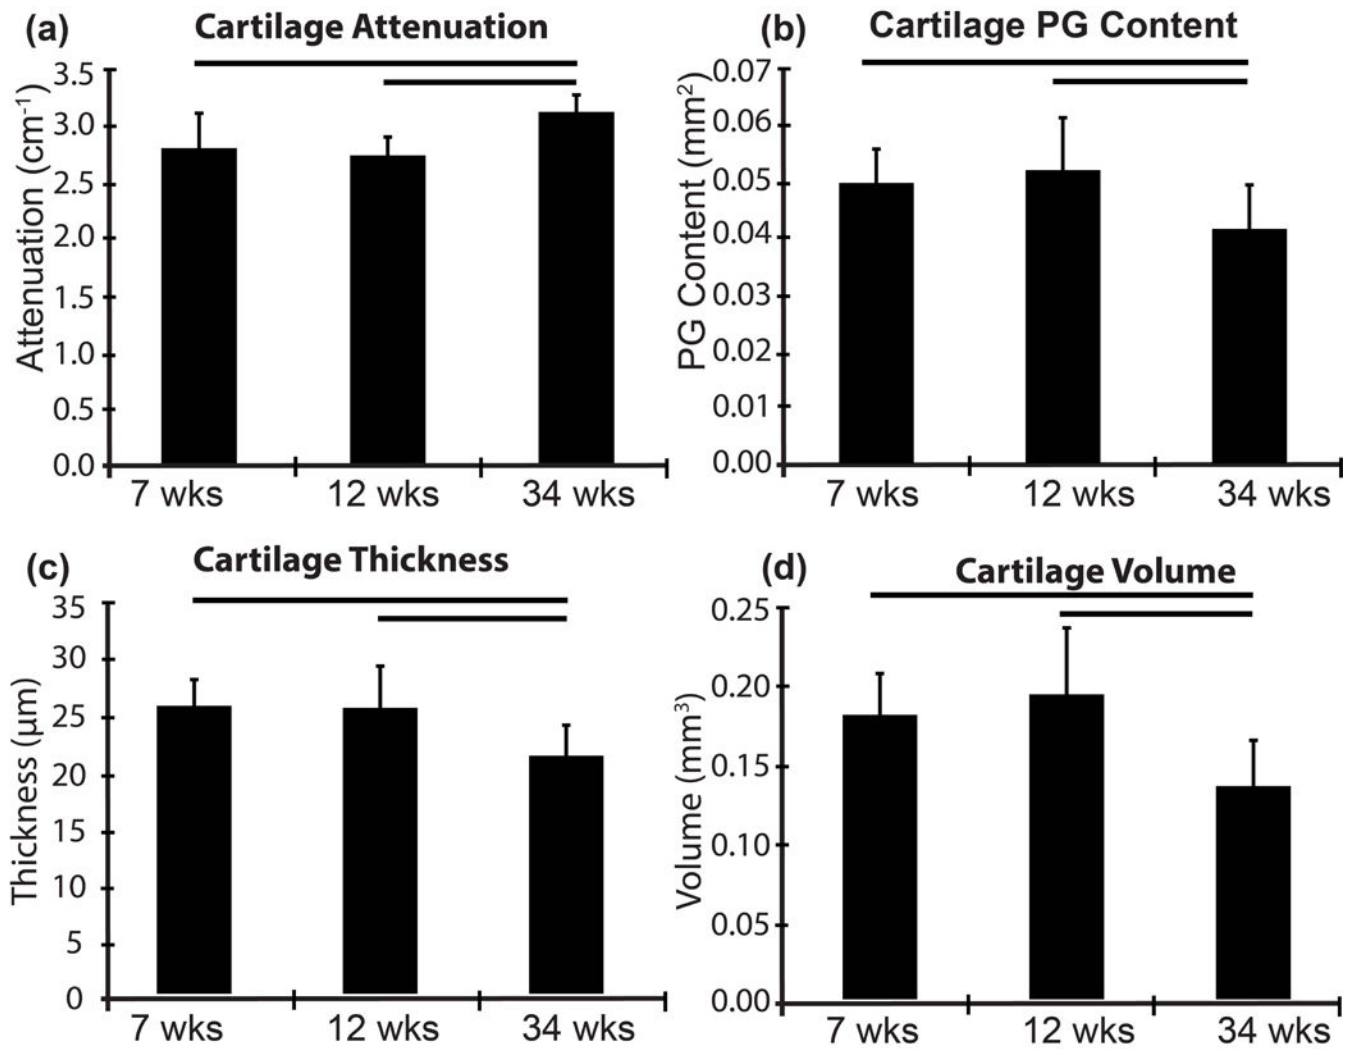 (a) Cartilage Attenuation
Attenuation (cm-1)
3.5
3.0
2.5
2.0
1.5
1.0
0.5
0.0
7 wks 12 wks 34 wks
(b) Cartilage PG Content
PG Content (mm2)
0.07
0.06
0.05
0.04
0.03
0.02
0.01
0.00
7 wks 12 wks 34 wks
(c) Cartilage Thickness
Thickness (µm)
35
30
25
20
15
10
5
0
7 wks 12 wks 34 wks
(d) Cartilage Volume
Volume (mm3)
0.25
0.20
0.15
0.10
0.05
0.00
7 wks 12 wks 34 wks